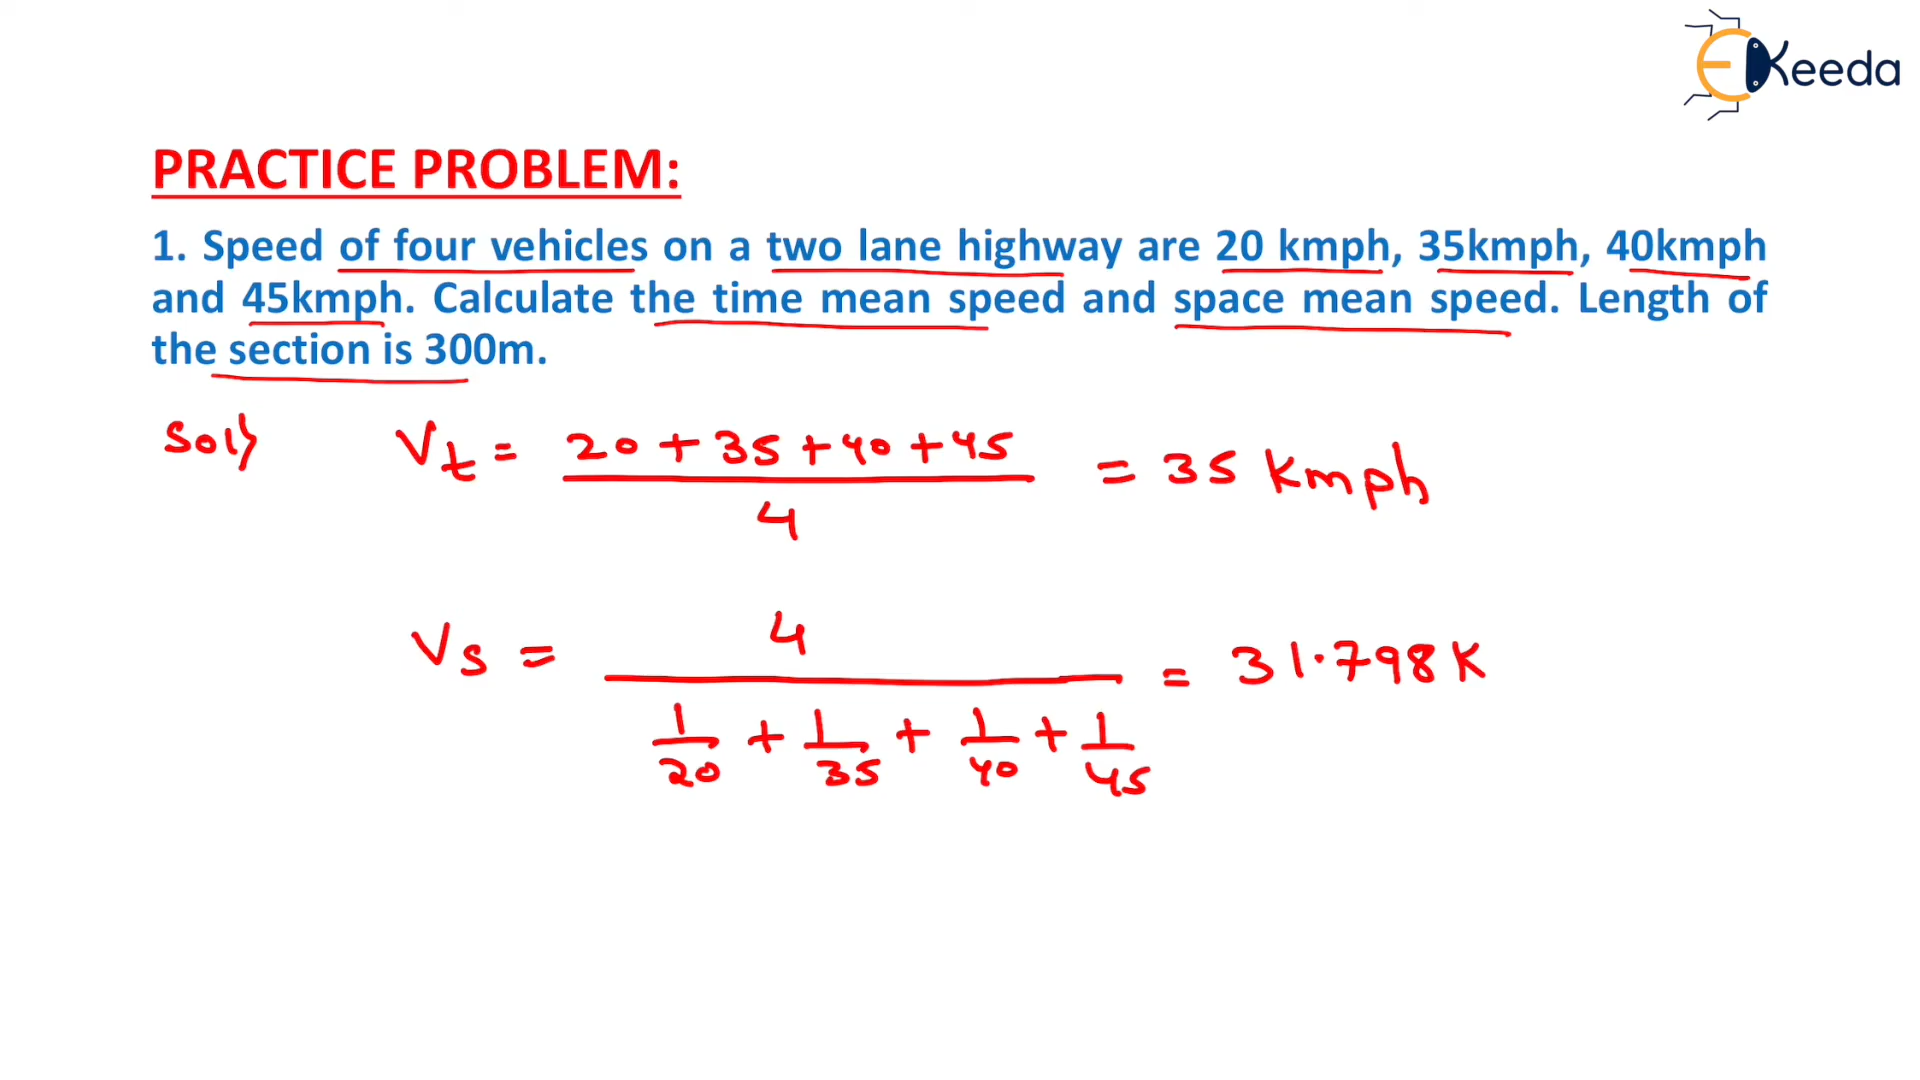 EKeeda
PRACTICE PROBLEM:
1. Speed of four vehicles on a two lane highway are 20 kmph, 35kmph, 40kmph
and 45kmph. Calculate the time mean speed and space mean speed. Length of
the section is 300m.
Sol) Vt = 20 + 35 + 40 + 45 / 4 = 35 kmph
Vs = 4 / 1/20 + 1/35 + 1/40 + 1/45 = 31.798 K